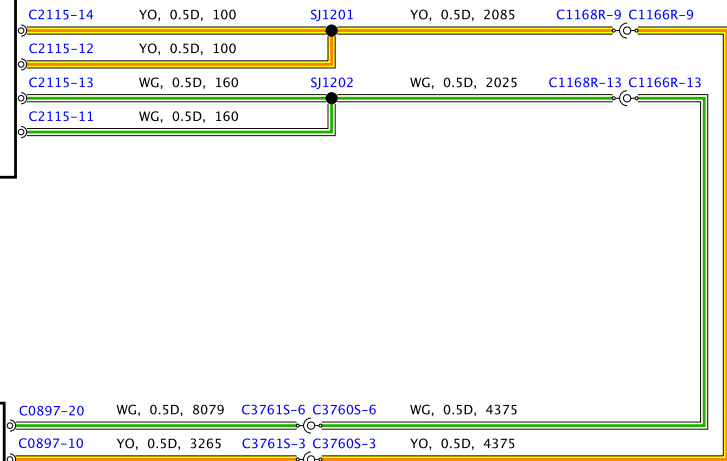 C2115-14 YO, 0.5D, 100 SJ1201 YO, 0.5D, 2085 C1168R-9 C1166R-9
C2115-12 YO, 0.5D, 100
C2115-13 WG, 0.5D, 160 SJ1202 WG, 0.5D, 2025 C1168R-13 C1166R-13
C2115-11 WG, 0.5D, 160
C0897-20 WG, 0.5D, 8079 C3761S-6 C3760S-6 WG, 0.5D, 4375
C0897-10 YO, 0.5D, 3265 C3761S-3 C3760S-3 YO, 0.5D, 4375